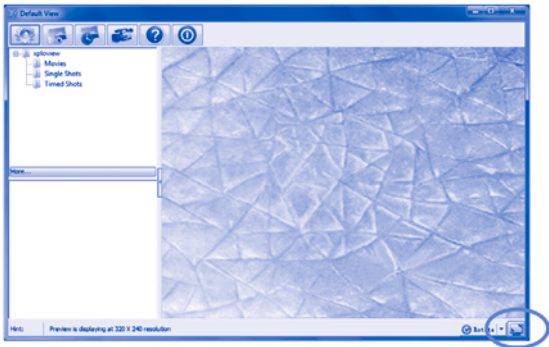 Default View
?
xploview
Movies
Single Shots
Timed Shots
More...
Hint: Preview is displaying at 320 X 240 resolution